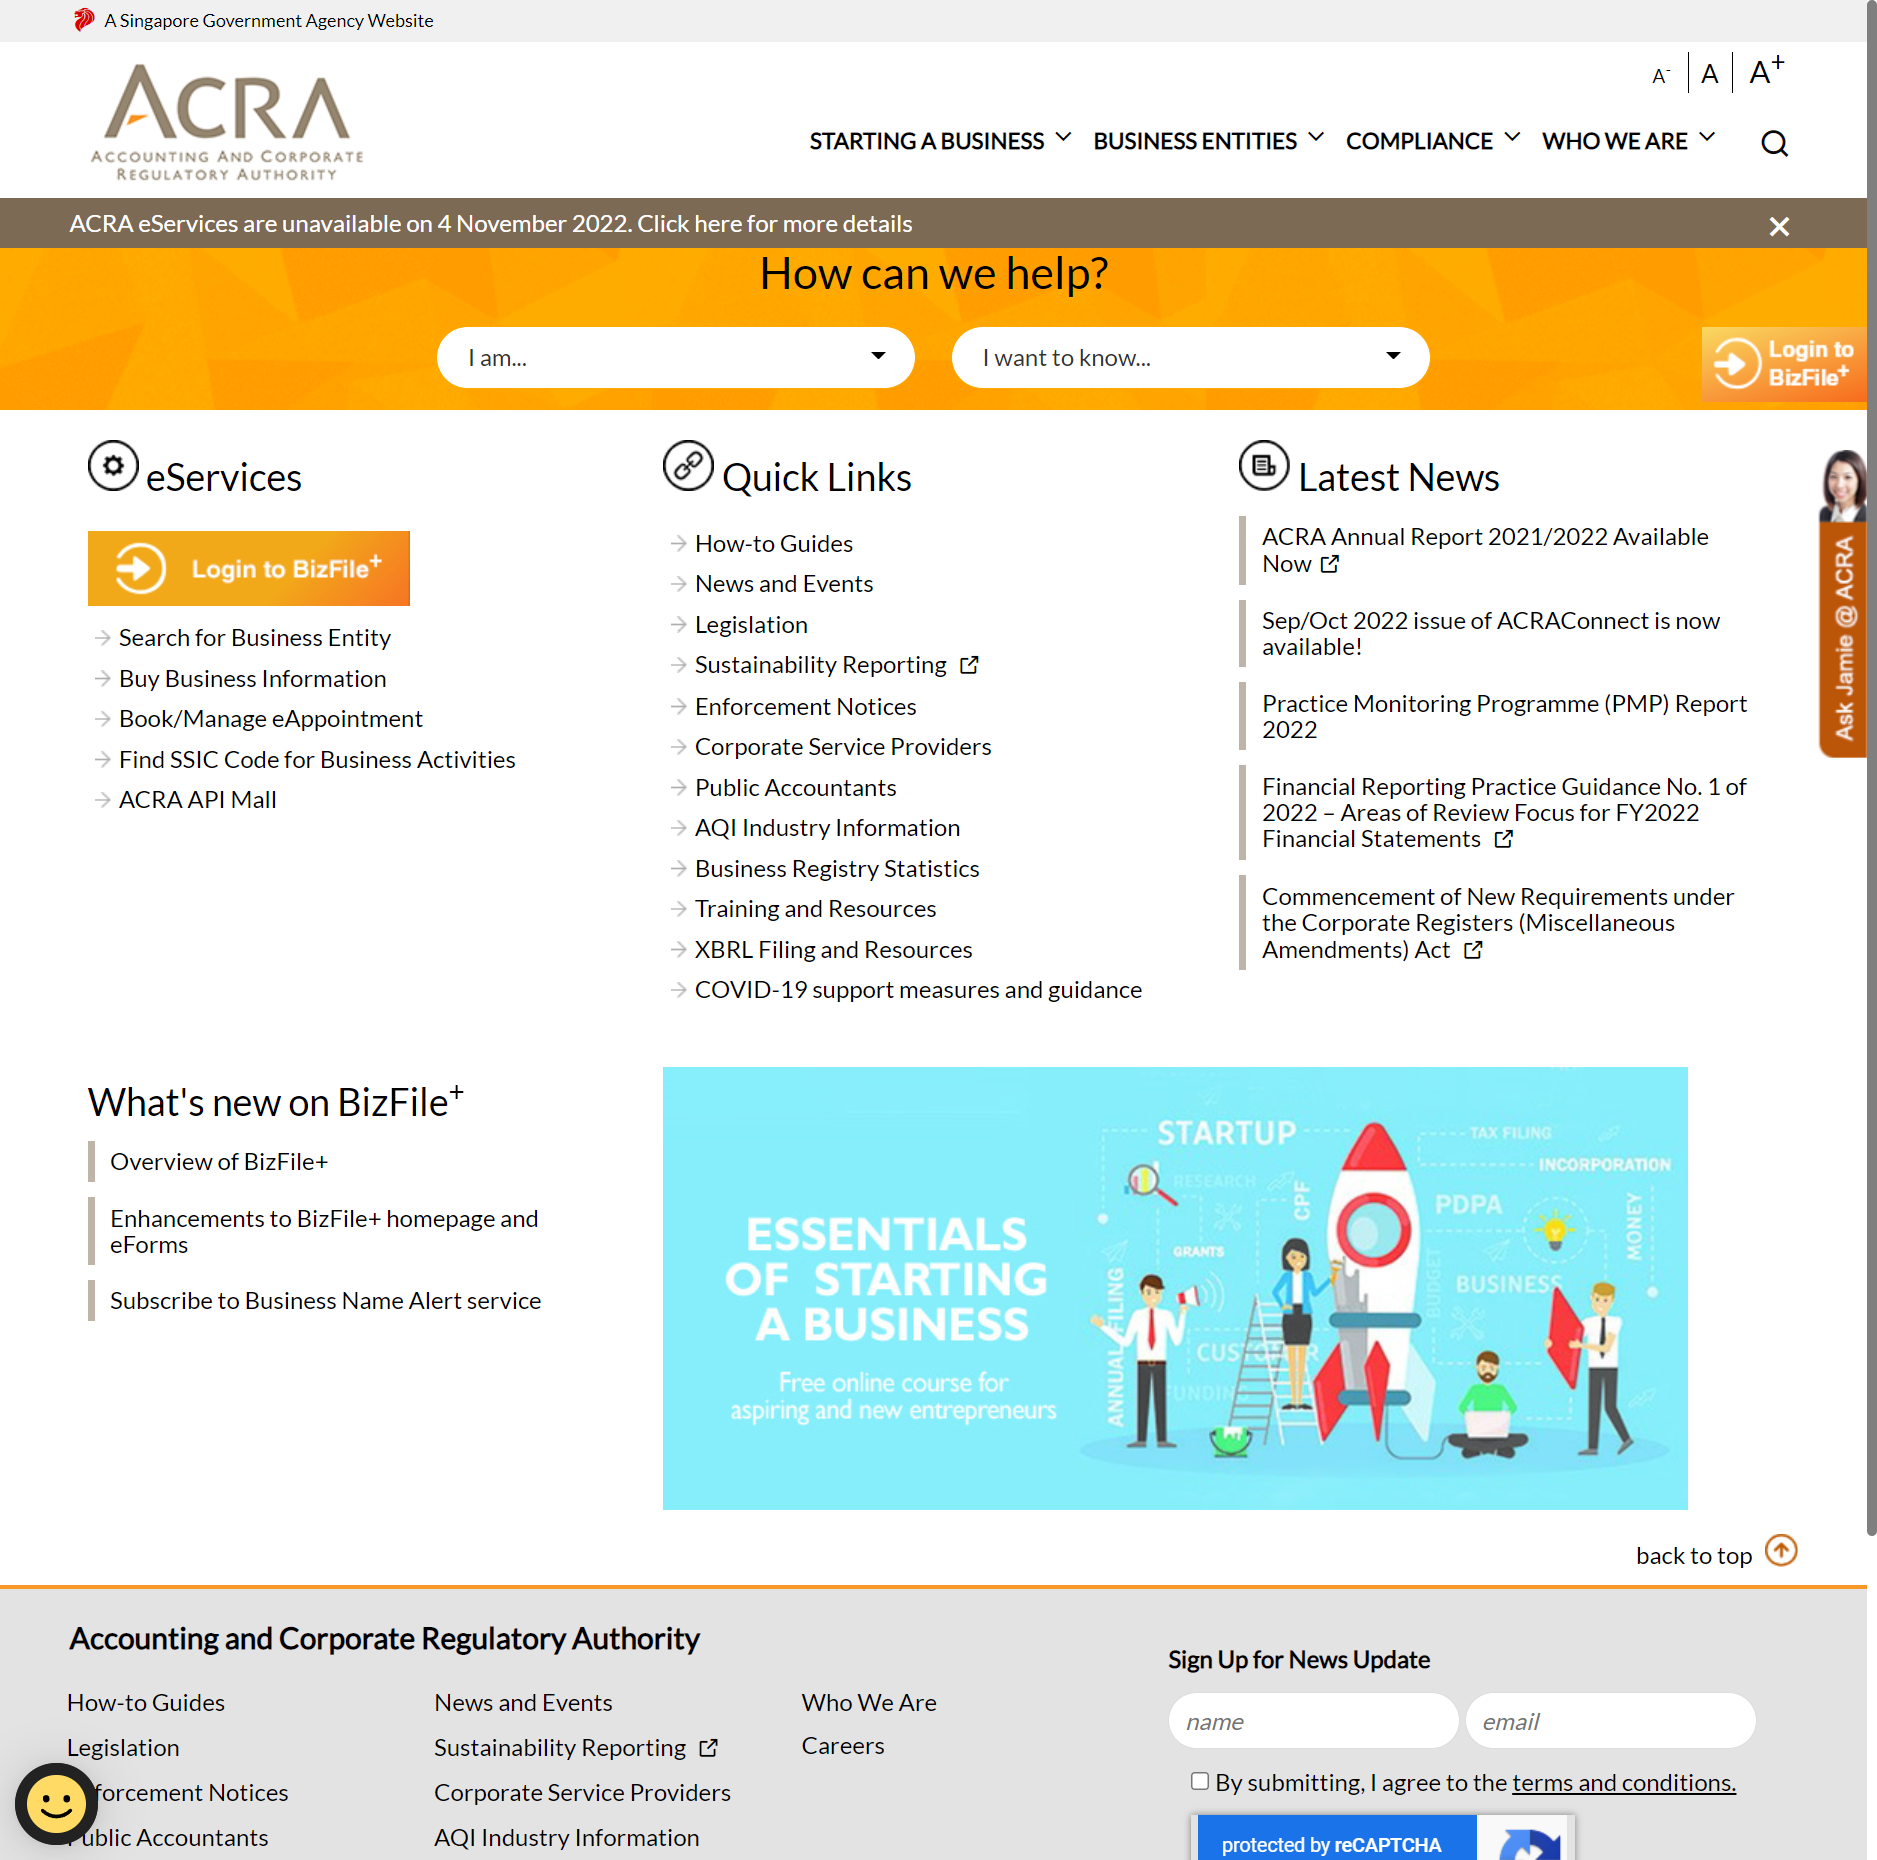 A Singapore Government Agency Website
A- A A+
ACRA
ACCOUNTING AND CORPORATE
REGULATORY AUTHORITY
STARTING A BUSINESS BUSINESS ENTITIES COMPLIANCE WHO WE ARE
ACRA eServices are unavailable on 4 November 2022. Click here for more details
How can we help?
I am... I want to know...
Login to
BizFile+
eServices
Login to BizFile+
Search for Business Entity
Buy Business Information
Book/Manage eAppointment
Find SSIC Code for Business Activities
ACRA API Mall
Quick Links
How-to Guides
News and Events
Legislation
Sustainability Reporting
Enforcement Notices
Corporate Service Providers
Public Accountants
AQI Industry Information
Business Registry Statistics
Training and Resources
XBRL Filing and Resources
COVID-19 support measures and guidance
Latest News
ACRA Annual Report 2021/2022 Available
Now
Sep/Oct 2022 issue of ACRAConnect is now
available!
Practice Monitoring Programme (PMP) Report
2022
Financial Reporting Practice Guidance No. 1 of
2022 – Areas of Review Focus for FY2022
Financial Statements
Commencement of New Requirements under
the Corporate Registers (Miscellaneous
Amendments) Act
Ask Jamie @ ACRA
What's new on BizFile+
Overview of BizFile+
Enhancements to BizFile+ homepage and
eForms
Subscribe to Business Name Alert service
ESSENTIALS
OF STARTING
A BUSINESS
Free online course for
aspiring and new entrepreneurs
STARTUP
TAX FILING
INCORPORATION
RESEARCH
CPF
PDPA
MONEY
GRANTS
ANNUAL FILING
BUDGET
BUSINESS
CUSTOMER
FUNDIN
back to top
Accounting and Corporate Regulatory Authority
How-to Guides
Legislation
forcement Notices
ublic Accountants
News and Events
Sustainability Reporting
Corporate Service Providers
AQI Industry Information
Who We Are
Careers
Sign Up for News Update
name email
By submitting, I agree to the terms and conditions.
protected by reCAPTCHA